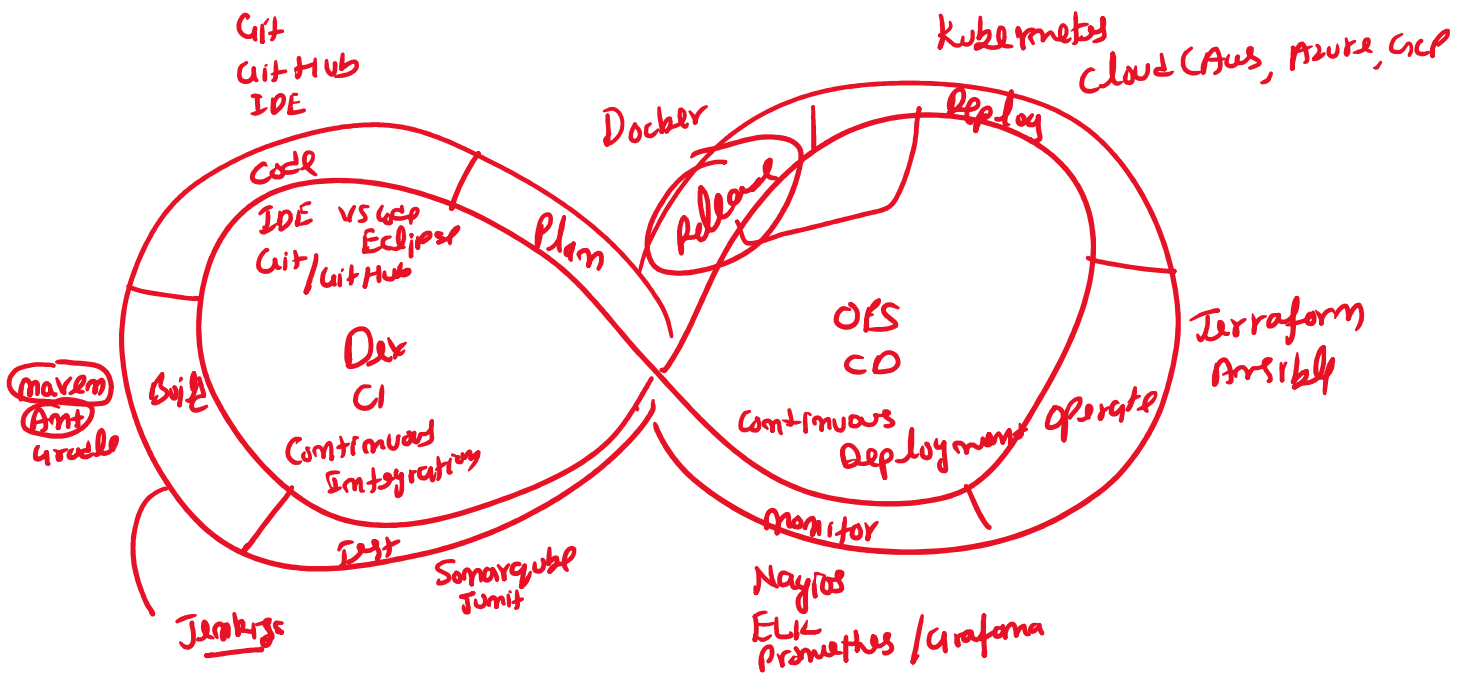 Git
GitHub
IDE
Code
IDE VS Code
Eclipse
Git/GitHub
Plan
Dev
CI
Continuous
Integration
Build
Maven
Ant
Gradle
Jenkins
Test
Sonarqube
Junit
Docker
Release
Kubernetes
Cloud (Aws, Azure, GCP
Deploy
OPS
CD
Continuous
Deployment
Operate
Terraform
Ansible
Monitor
Nagios
ELK
Promethes / Grafana